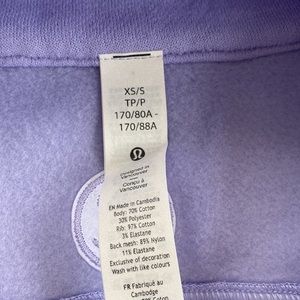 XS/S
TP/P
170/80A -
170/88A
Designed in
Vancouver
Conçu à
Vancouver
EN Made in Cambodia
Body: 70% Cotton
30% Polyester
Rib: 97% Cotton
3% Elastane
Back mesh: 89% Nylon
11% Elastane
Exclusive of decoration
Wash with like colours
FR Fabriqué au
Cambodge
70% Coton